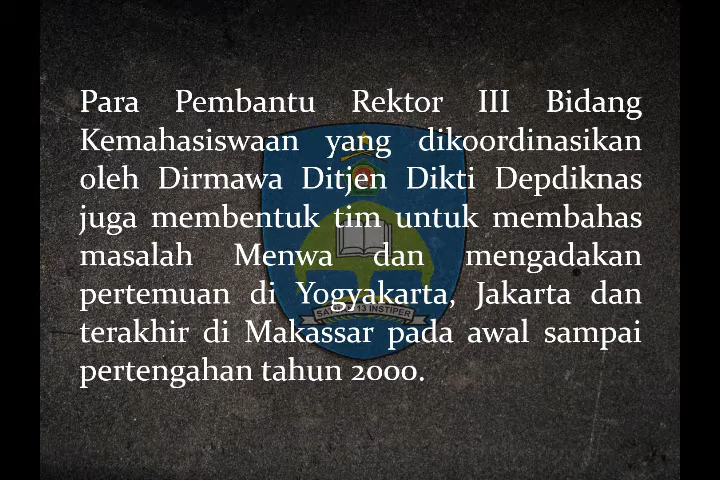 Para Pembantu Rektor III Bidang
Kemahasiswaan yang dikoordinasikan
oleh Dirmawa Ditjen Dikti Depdiknas
juga membentuk tim untuk membahas
masalah Menwa dan mengadakan
pertemuan di Yogyakarta, Jakarta dan
terakhir di Makassar pada awal sampai
pertengahan tahun 2000.